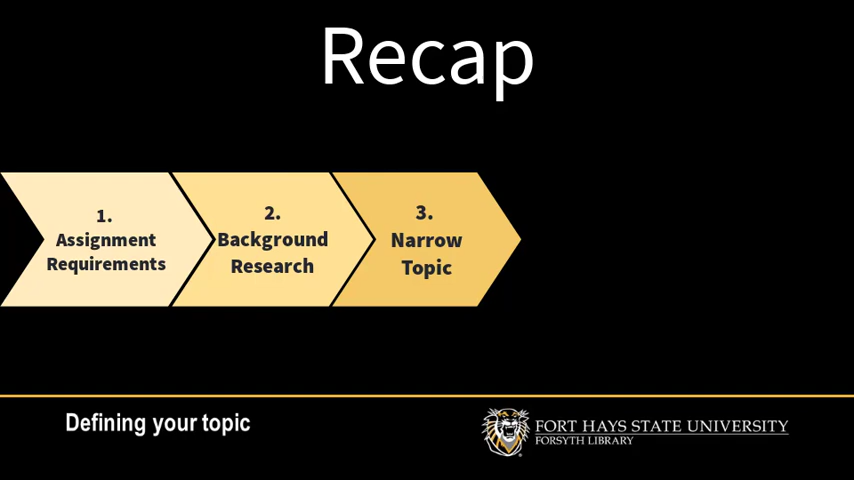 Recap
1.
Assignment
Requirements
2.
Background
Research
3.
Narrow
Topic
Defining your topic
FORT HAYS STATE UNIVERSITY
FORSYTH LIBRARY